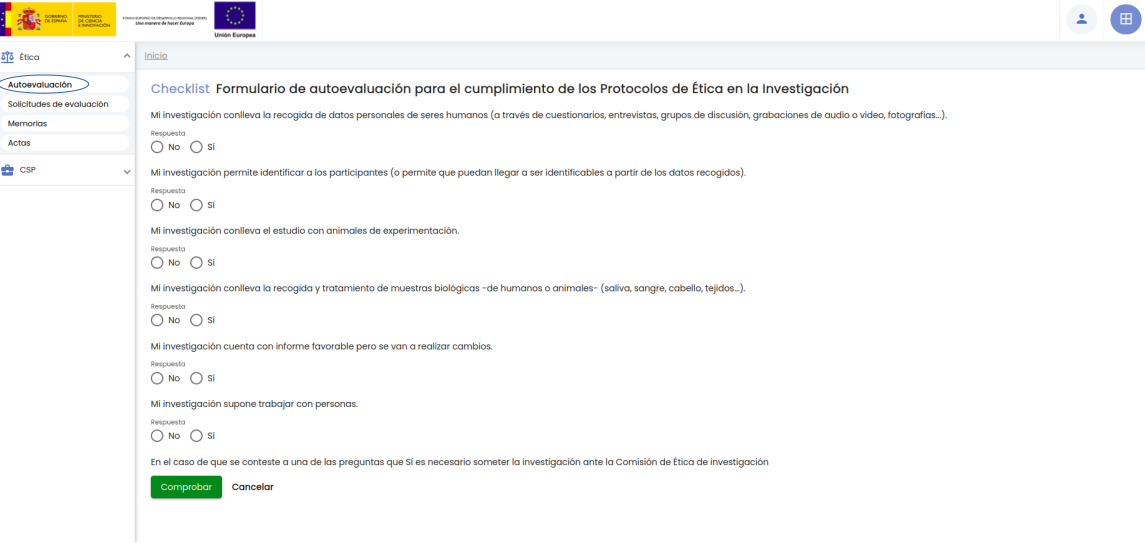 GOBIERNO
DE ESPAÑA
MINISTERIO
DE CIENCIA
E INNOVACIÓN
FONDO EUROPEO DE DESARROLLO REGIONAL (FEDER)
Una manera de hacer Europa
Unión Europea
Ética
Inicio
Autoevaluación
Solicitudes de evaluación
Memorias
Actas
CSP
Checklist Formulario de autoevaluación para el cumplimiento de los Protocolos de Ética en la Investigación
Mi investigación conlleva la recogida de datos personales de seres humanos (a través de cuestionarios, entrevistas, grupos de discusión, grabaciones de audio o video, fotografías...).
Respuesta
No Sí
Mi investigación permite identificar a los participantes (o permite que puedan llegar a ser identificables a partir de los datos recogidos).
Respuesta
No Sí
Mi investigación conlleva el estudio con animales de experimentación.
Respuesta
No Sí
Mi investigación conlleva la recogida y tratamiento de muestras biológicas -de humanos o animales- (saliva, sangre, cabello, tejidos...).
Respuesta
No Sí
Mi investigación cuenta con informe favorable pero se van a realizar cambios.
Respuesta
No Sí
Mi investigación supone trabajar con personas.
Respuesta
No Sí
En el caso de que se conteste a una de las preguntas que Sí es necesario someter la investigación ante la Comisión de Ética de investigación
Comprobar Cancelar